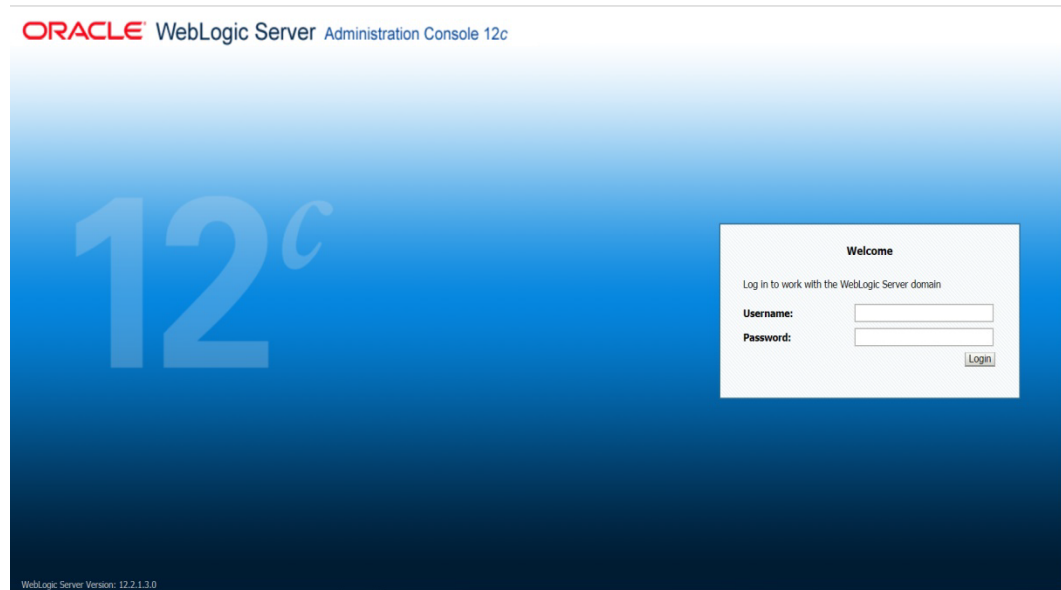 ORACLE WebLogic Server Administration Console 12c
12c
Welcome
Log in to work with the WebLogic Server domain
Username:
Password:
Login
WebLogic Server Version: 12.2.1.3.0